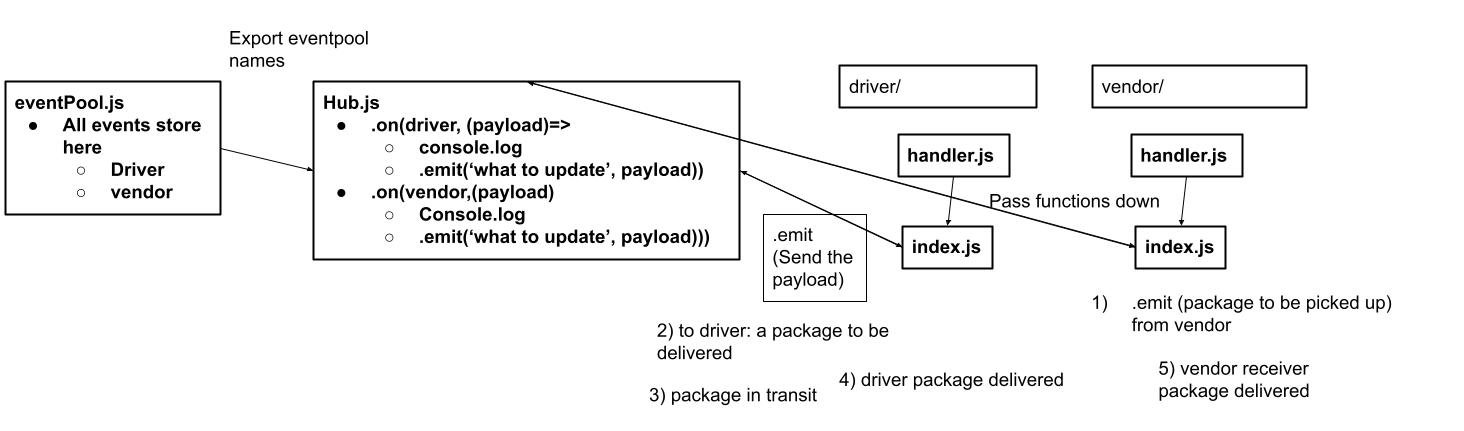 Export eventpool
names
eventPool.js
● All events store
here
○ Driver
○ vendor
Hub.js
● .on(driver, (payload)=>
○ console.log
○ .emit(‘what to update’, payload))
● .on(vendor,(payload)
○ Console.log
○ .emit(‘what to update’, payload)))
driver/
vendor/
handler.js
handler.js
Pass functions down
index.js
index.js
.emit
(Send the
payload)
1) .emit (package to be picked up)
from vendor
2) to driver: a package to be
delivered
3) package in transit
4) driver package delivered
5) vendor receiver
package delivered